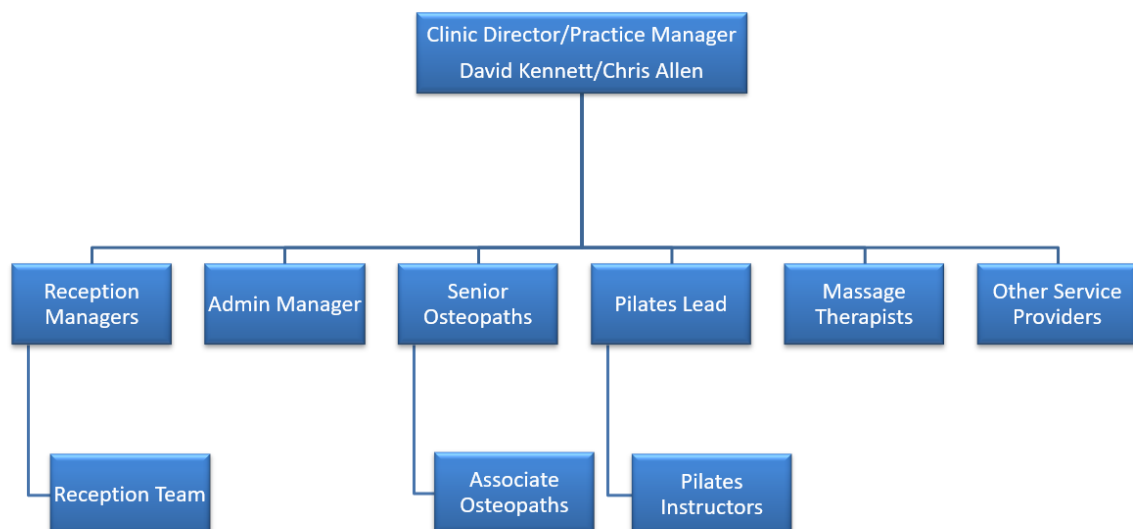 Clinic Director/Practice Manager
David Kennett/Chris Allen
Reception
Managers
Admin Manager
Senior
Osteopaths
Pilates Lead
Massage
Therapists
Other Service
Providers
Reception Team
Associate
Osteopaths
Pilates
Instructors